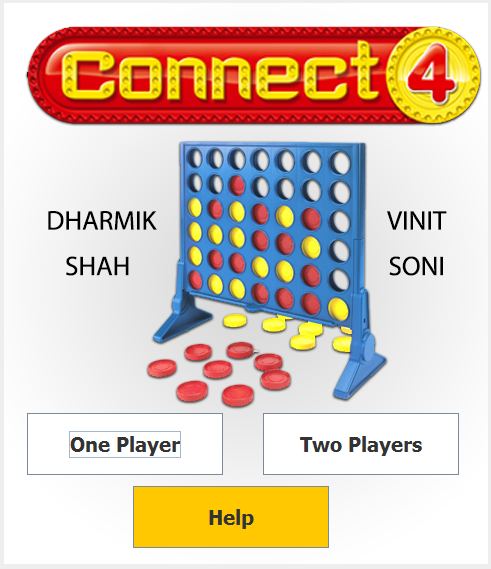 Connect 4
DHARMIK
SHAH
VINIT
SONI
One Player
Two Players
Help